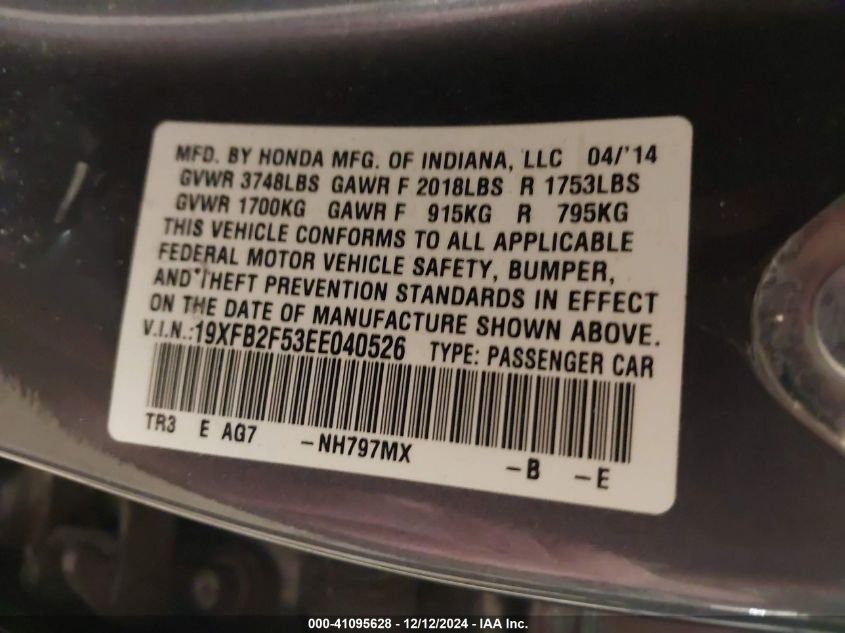 MFD. BY HONDA MFG. OF INDIANA, LLC 04/'14
GVWR 3748LBS GAWR F 2018LBS R 1753LBS
GVWR 1700KG GAWR F 915KG R 795KG
THIS VEHICLE CONFORMS TO ALL APPLICABLE
FEDERAL MOTOR VEHICLE SAFETY, BUMPER,
AND THEFT PREVENTION STANDARDS IN EFFECT
ON THE DATE OF MANUFACTURE SHOWN ABOVE.
V.I.N.:19XFB2F53EE040526 TYPE: PASSENGER CAR
TR3 E AG7 -NH797MX -B -E
000-41095628 - 12/12/2024 - IAA Inc.